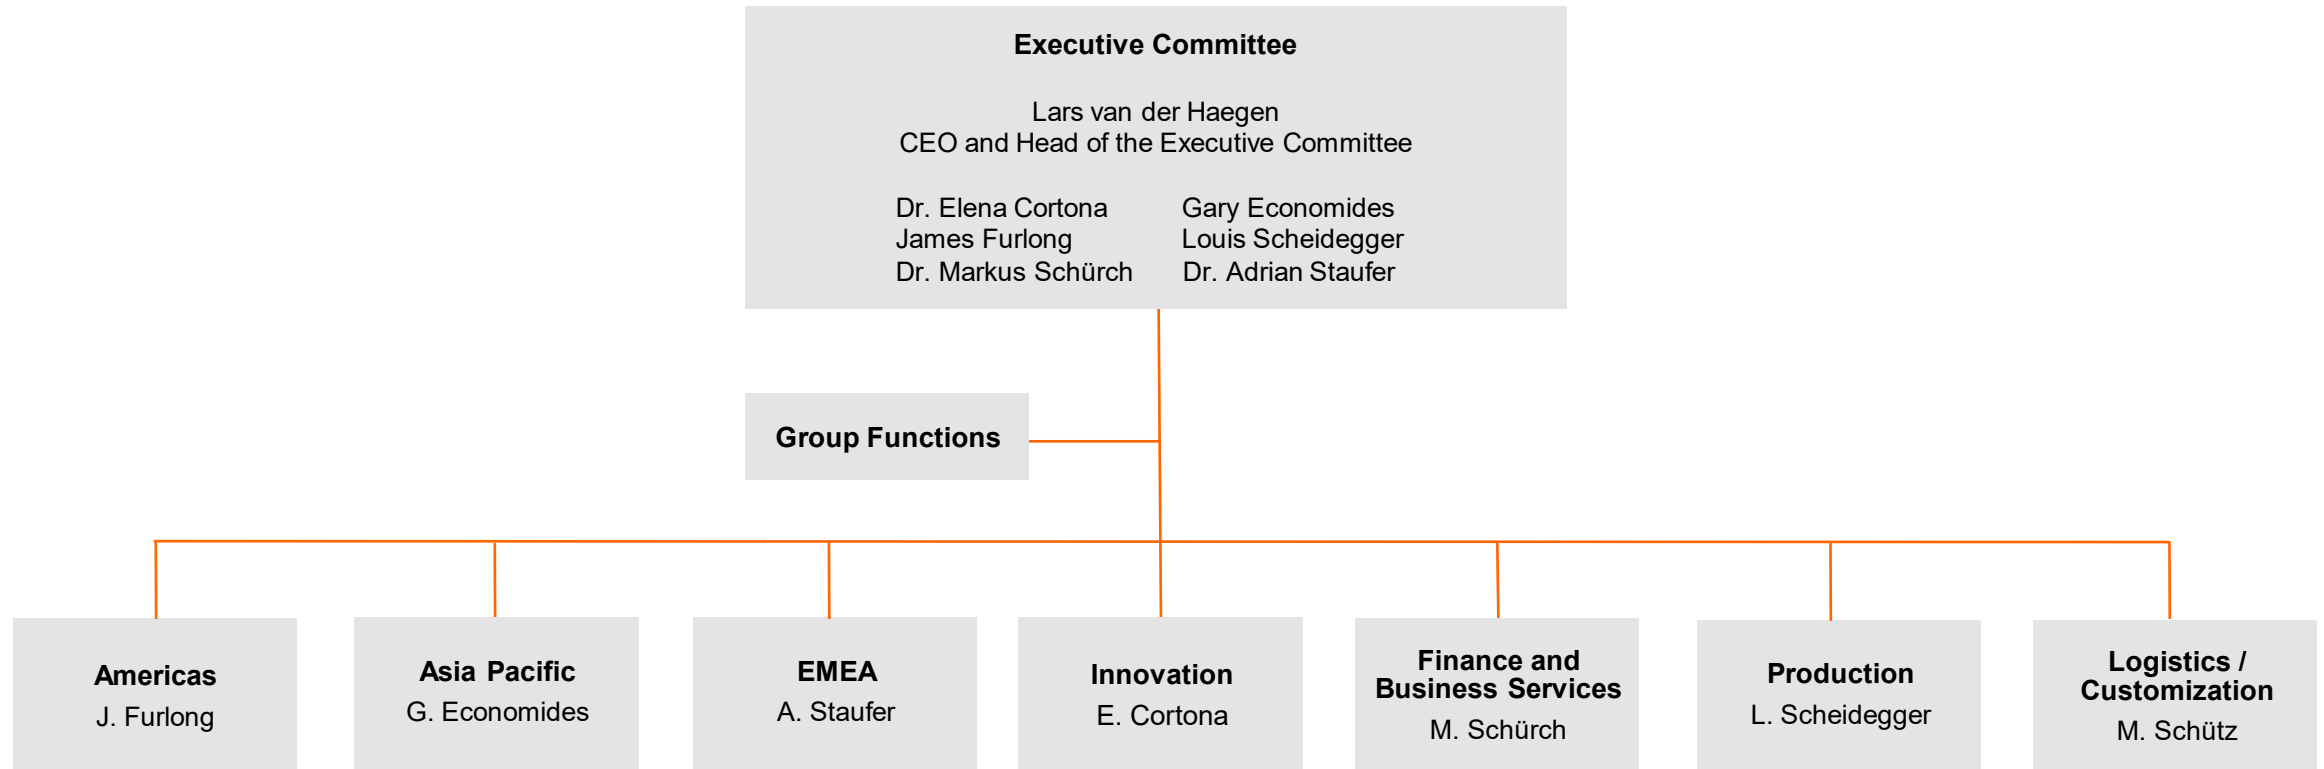 Executive Committee
Lars van der Haegen
CEO and Head of the Executive Committee
Dr. Elena Cortona Gary Economides
James Furlong Louis Scheidegger
Dr. Markus Schürch Dr. Adrian Staufer
Group Functions
Americas
J. Furlong
Asia Pacific
G. Economides
EMEA
A. Staufer
Innovation
E. Cortona
Finance and
Business Services
M. Schürch
Production
L. Scheidegger
Logistics /
Customization
M. Schütz